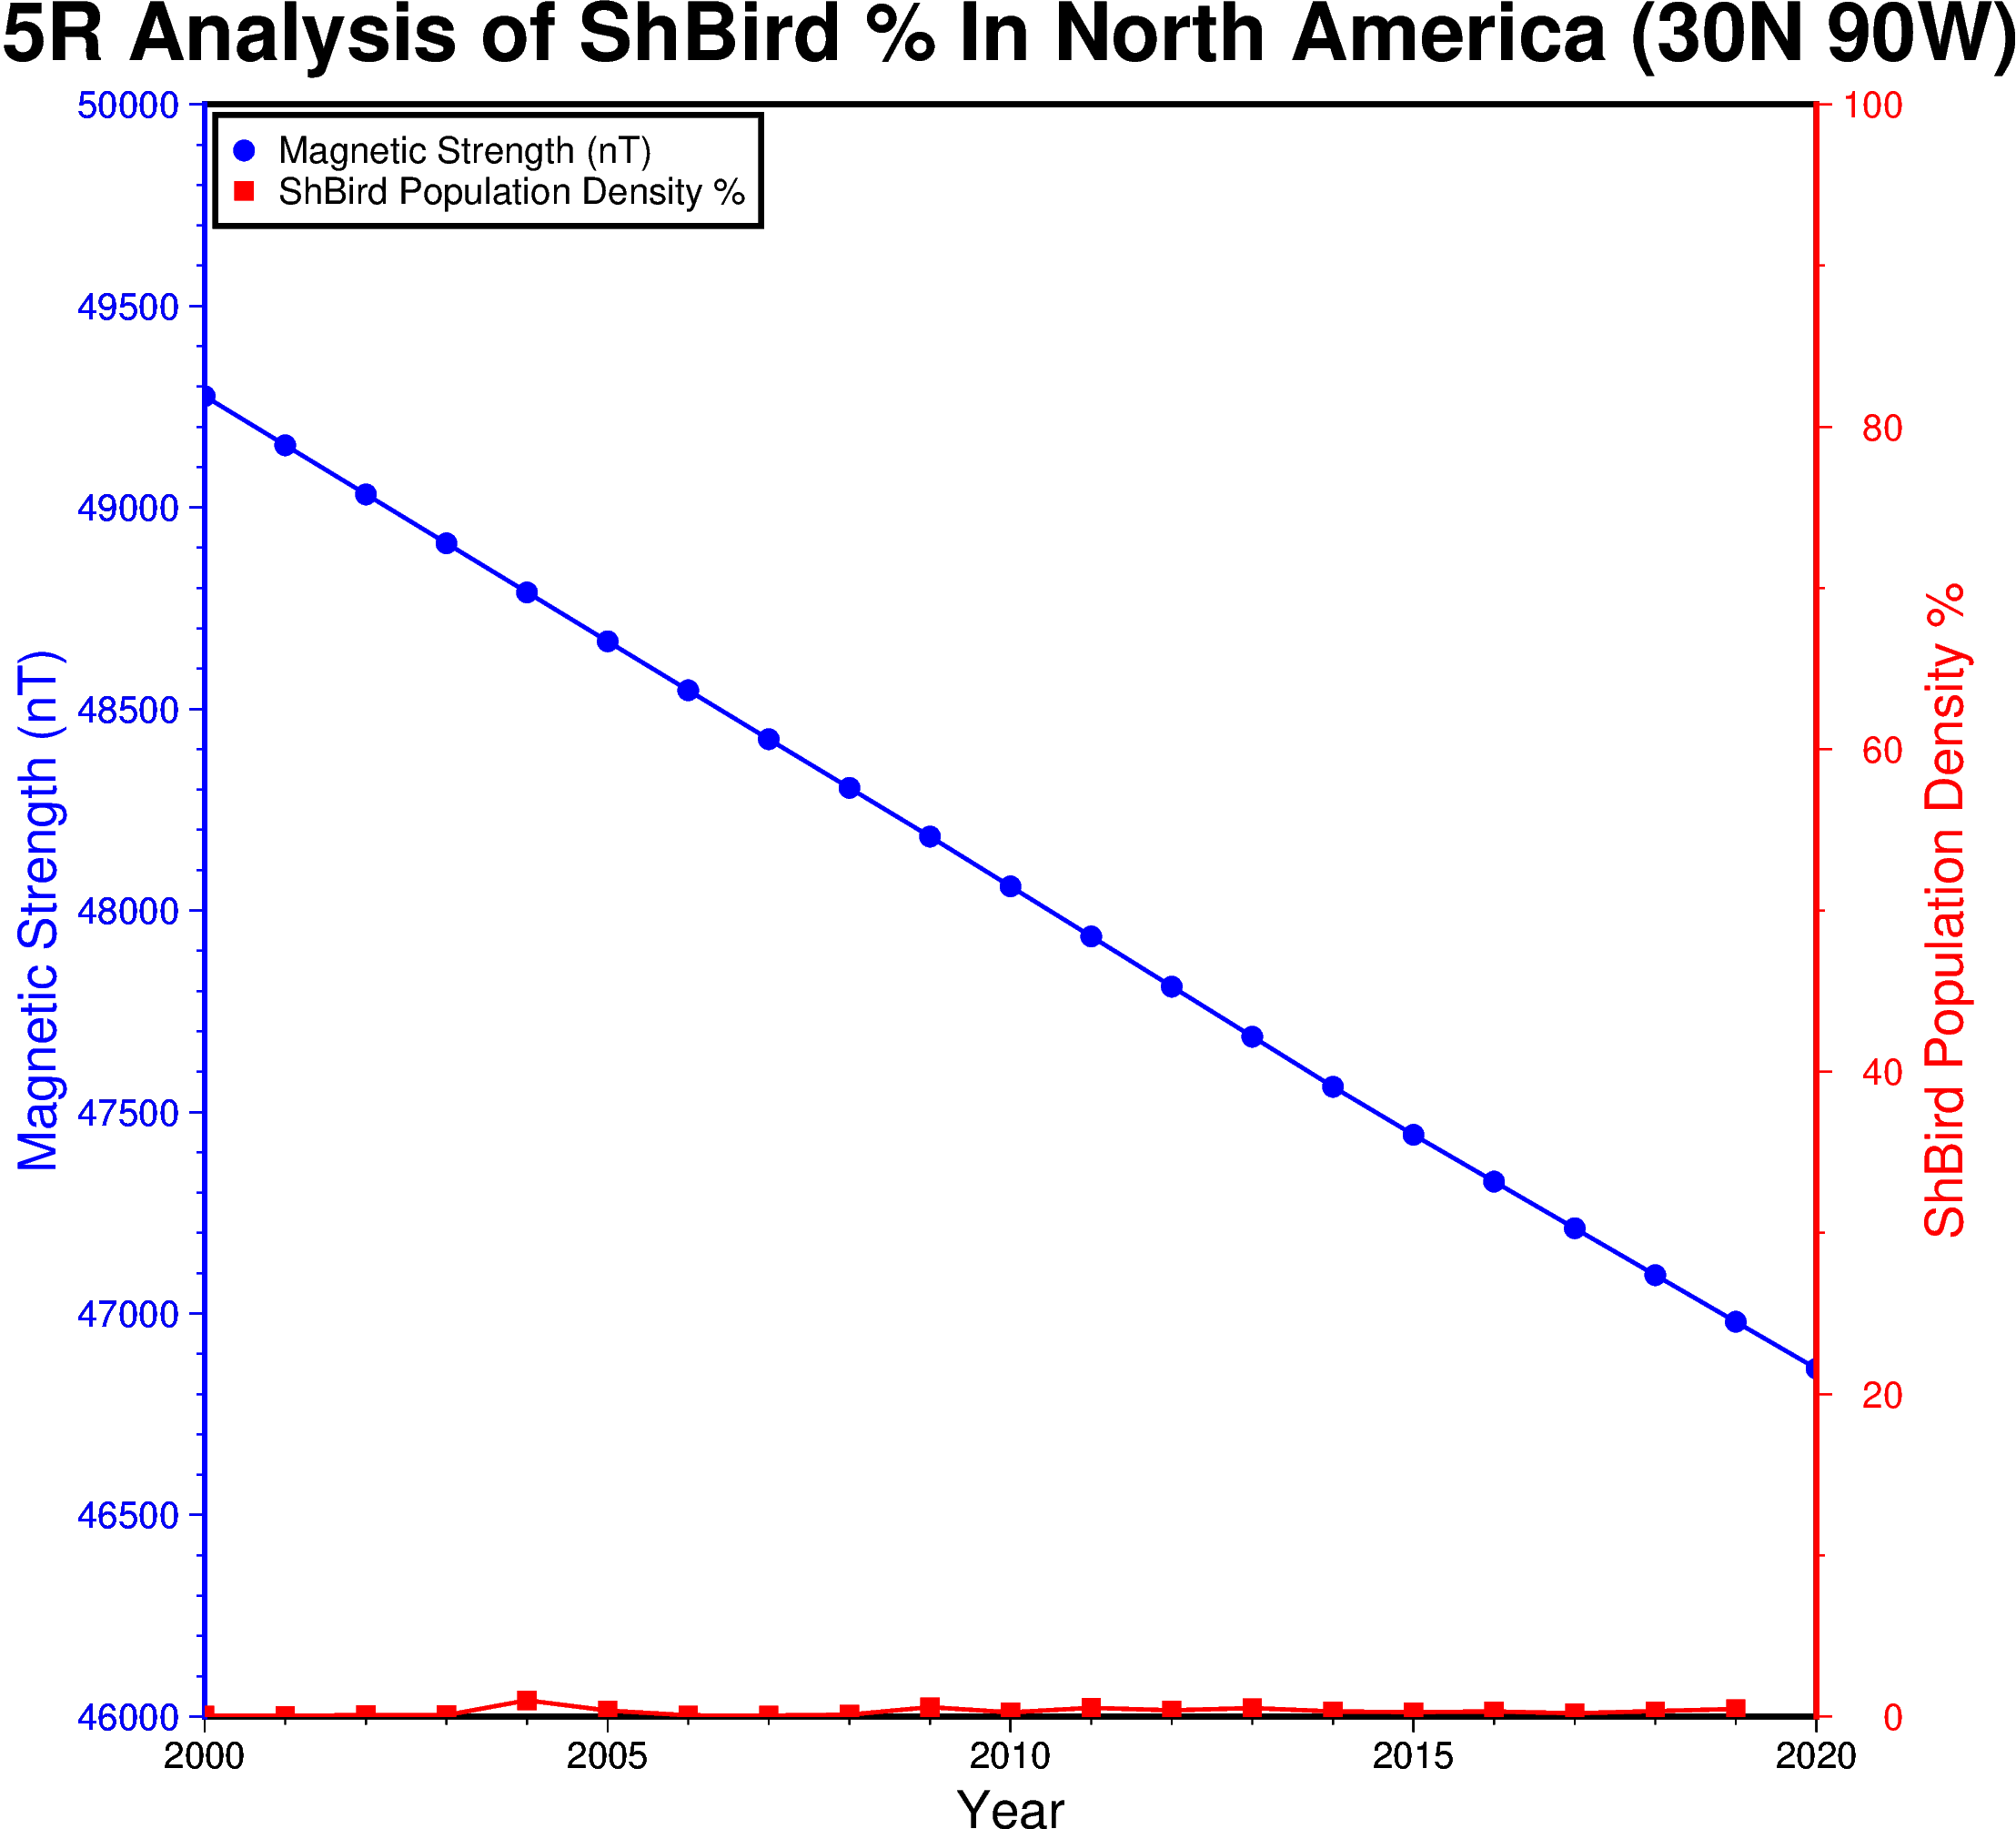 5R Analysis of ShBird % In North America (30N 90W)
Magnetic Strength (nT)
ShBird Population Density %
50000
49500
49000
48500
48000
47500
47000
46500
46000
Magnetic Strength (nT)
100
80
60
40
20
0
ShBird Population Density %
2000 2005 2010 2015 2020
Year